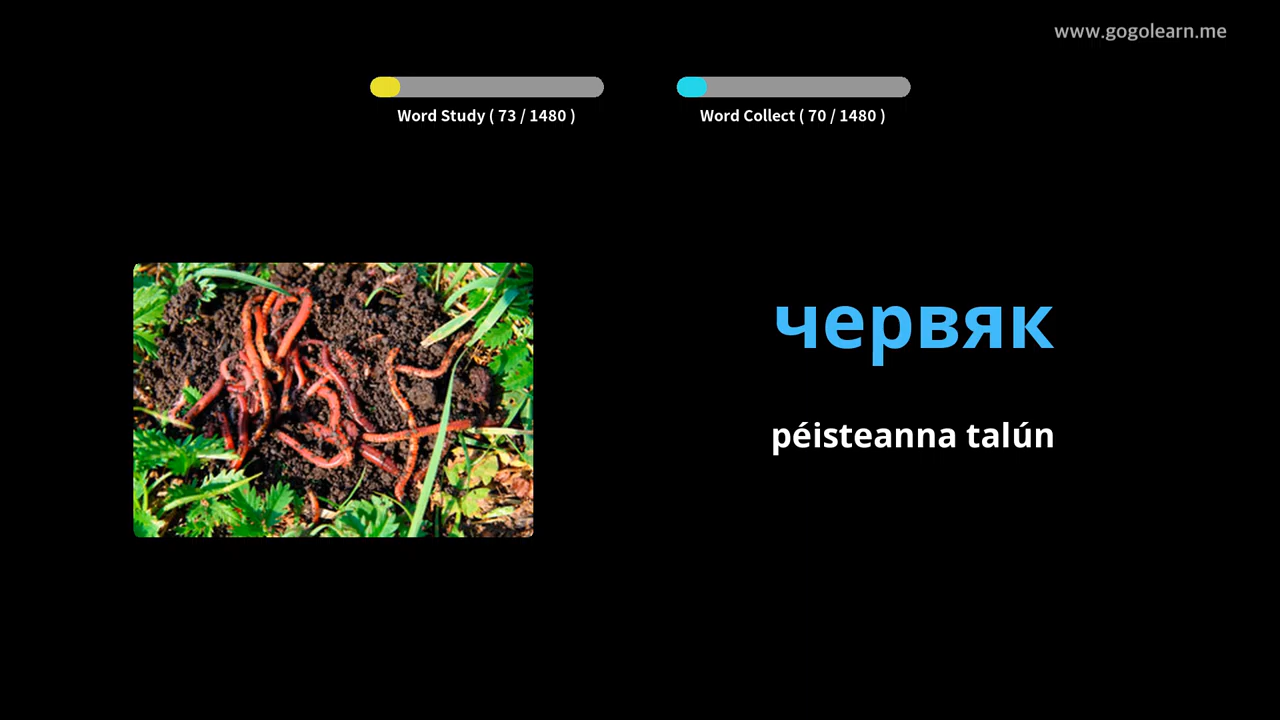 www.gogolearn.me
Word Study ( 73 / 1480 )
Word Collect ( 70 / 1480 )
червяк
péisteanna talún